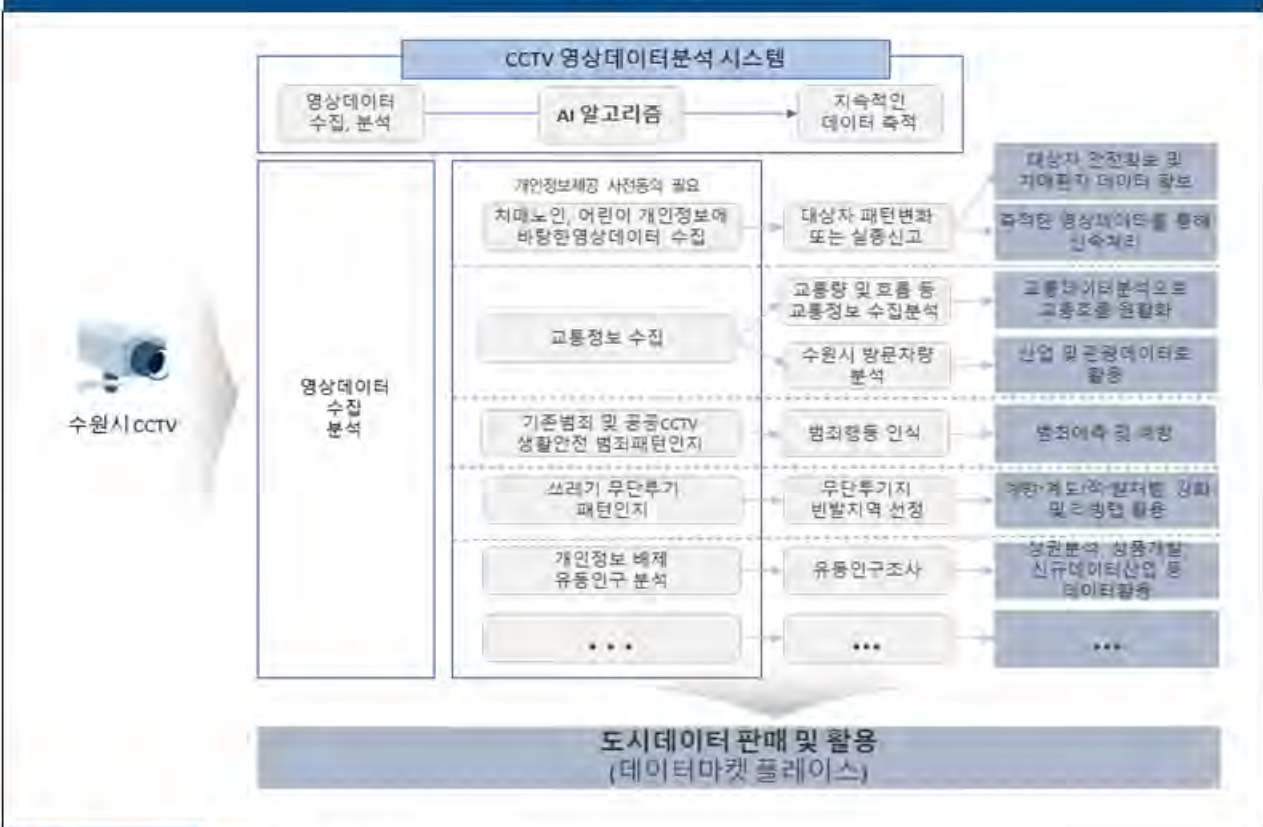 CCTV 영상데이터분석 시스템
영상데이터
수집, 분석
AI 알고리즘
지속적인
데이터 축적
수원시 CCTV
영상데이터
수집
분석
개인정보제공 사전동의 필요
치매노인, 어린이 개인정보에
바탕한영상데이터 수집
대상자 패턴변화
또는 실종신고
대상자 안전확보 및
치매환자 데이터 확보
축적된 영상데이터를 통해
신속처리
교통정보 수집
교통량 및 흐름 등
교통정보 수집분석
교통데이터분석으로
교통흐름 원활화
수원시 방문차량
분석
산업 및 관광데이터로
활용
기존범죄 및 공공CCTV
생활안전 범죄패턴인지
범죄행동 인식
범죄예측 및 예방
쓰레기 무단투기
패턴인지
무단투기지
빈발지역 선정
강화
활용
개인정보 배제
유동인구 분석
유동인구조사
상권분석, 상품개발,
신규데이터산업 등
데이터활용
...
...
...
도시데이터 판매 및 활용
(데이터마켓 플레이스)